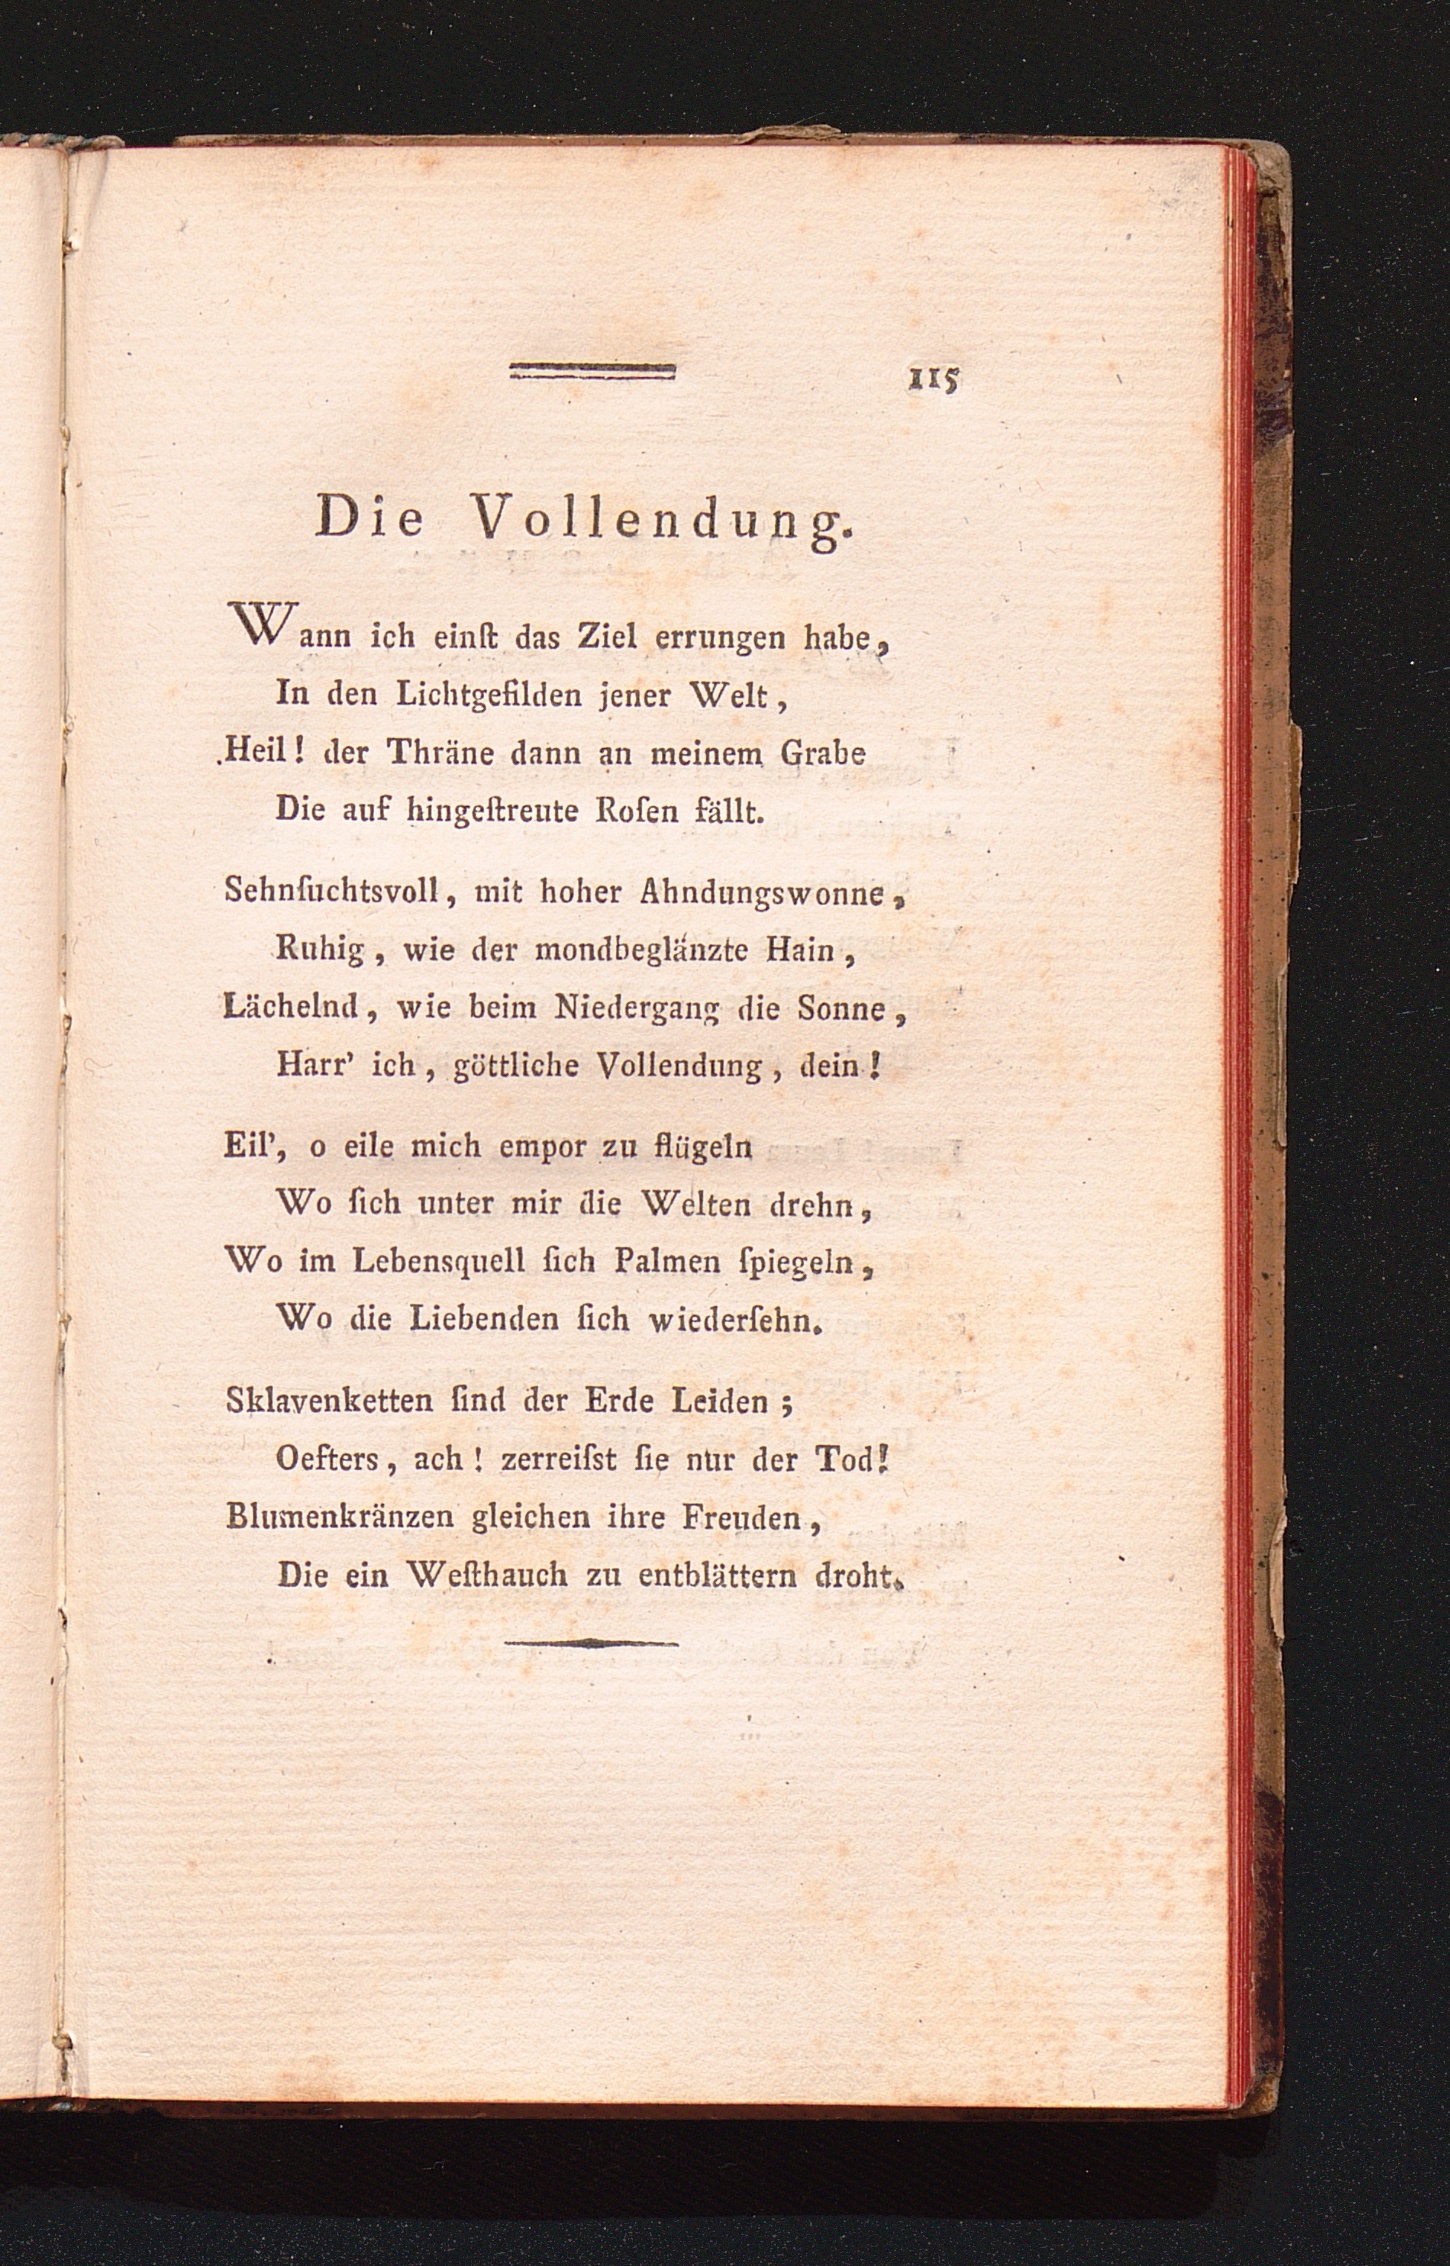 115
Die Vollendung.
Wann ich einſt das Ziel errungen habe,
In den Lichtgefilden jener Welt,
Heil! der Thräne dann an meinem Grabe
Die auf hingeſtreute Roſen fällt.
Sehnſuchtsvoll, mit hoher Ahndungswonne,
Ruhig, wie der mondbeglänzte Hain,
Lächelnd, wie beim Niedergang die Sonne,
Harr' ich, göttliche Vollendung, dein!
Eil', o eile mich empor zu flügeln
Wo ſich unter mir die Welten drehn,
Wo im Lebensquell ſich Palmen ſpiegeln,
Wo die Liebenden ſich wiederſehn.
Sklavenketten ſind der Erde Leiden;
Oefters, ach! zerreiſst ſie nur der Tod!
Blumenkränzen gleichen ihre Freuden,
Die ein Weſthauch zu entblättern droht.